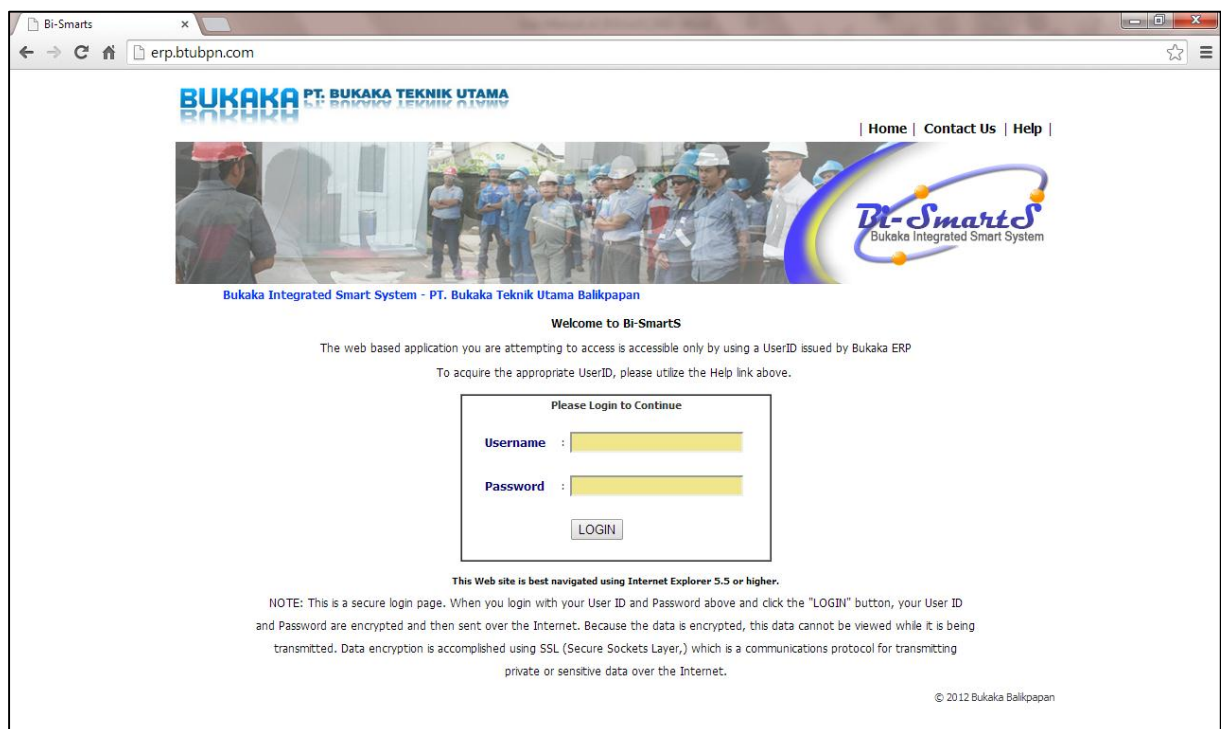 Bi-Smarts
erp.btubpn.com
BUKAKA PT. BUKAKA TEKNIK UTAMA
| Home | Contact Us | Help |
Bi-SmartS
Bukaka Integrated Smart System
Bukaka Integrated Smart System - PT. Bukaka Teknik Utama Balikpapan
Welcome to Bi-SmartS
The web based application you are attempting to access is accessible only by using a UserID issued by Bukaka ERP
To acquire the appropriate UserID, please utilize the Help link above.
Please Login to Continue
Username :
Password :
LOGIN
This Web site is best navigated using Internet Explorer 5.5 or higher.
NOTE: This is a secure login page. When you login with your User ID and Password above and click the "LOGIN" button, your User ID
and Password are encrypted and then sent over the Internet. Because the data is encrypted, this data cannot be viewed while it is being
transmitted. Data encryption is accomplished using SSL (Secure Sockets Layer,) which is a communications protocol for transmitting
private or sensitive data over the Internet.
© 2012 Bukaka Balikpapan